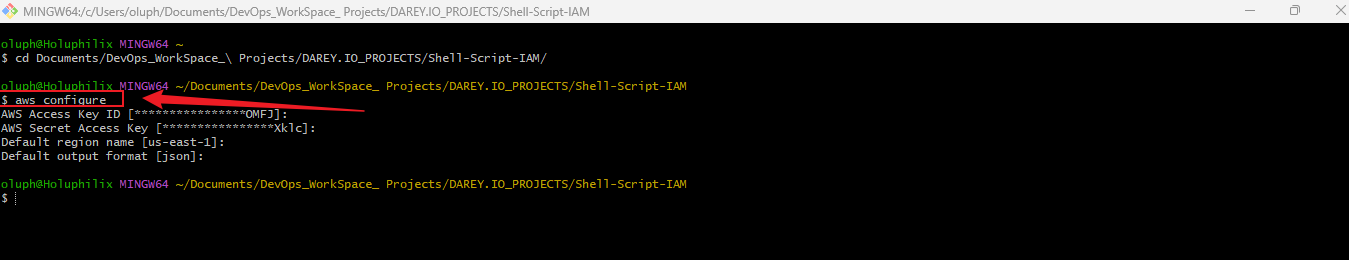 MINGW64:/c/Users/oluph/Documents/DevOps_WorkSpace_ Projects/DAREY.IO_PROJECTS/Shell-Script-IAM
oluph@Holuphilix MINGW64 ~
$ cd Documents/DevOps_WorkSpace_\ Projects/DAREY.IO_PROJECTS/Shell-Script-IAM/
oluph@Holuphilix MINGW64 ~/Documents/DevOps_WorkSpace_ Projects/DAREY.IO_PROJECTS/Shell-Script-IAM
$ aws configure
AWS Access Key ID [****************OMFJ]:
AWS Secret Access Key [****************Xklc]:
Default region name [us-east-1]:
Default output format [json]:
oluph@Holuphilix MINGW64 ~/Documents/DevOps_WorkSpace_ Projects/DAREY.IO_PROJECTS/Shell-Script-IAM
$